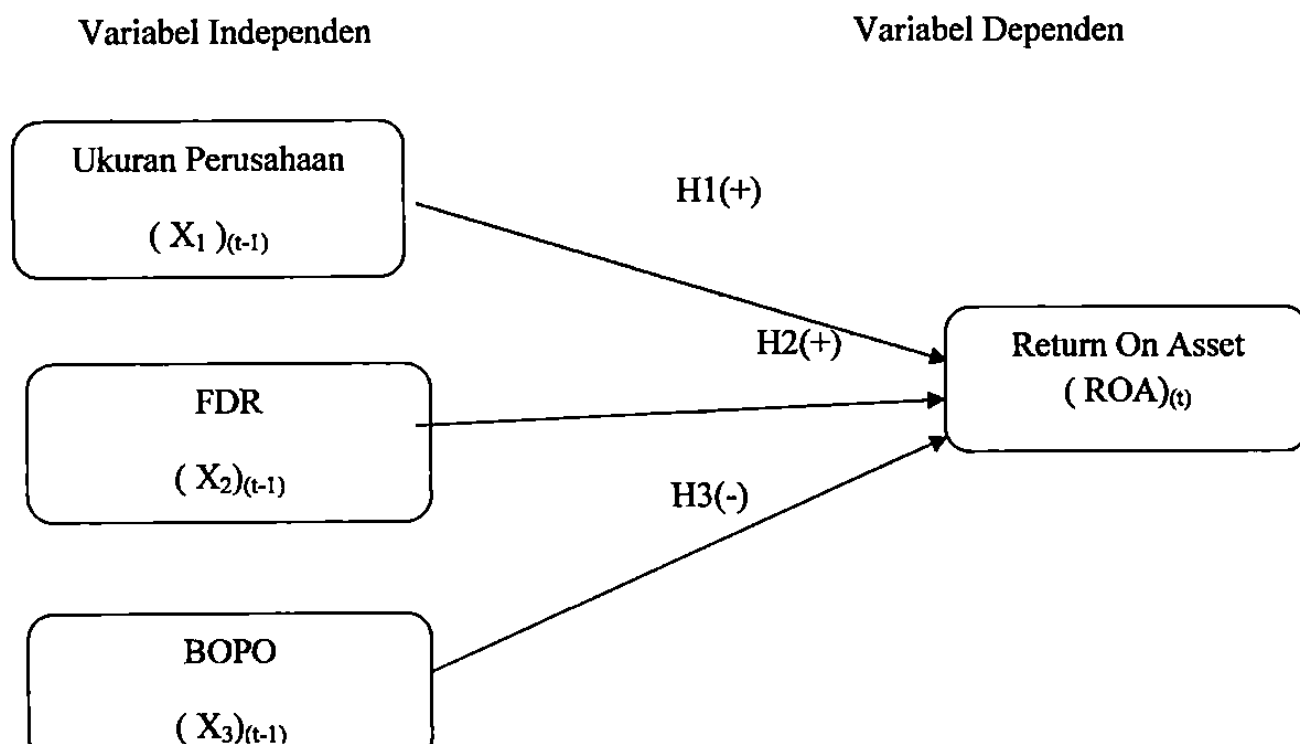 Variabel Independen
Variabel Dependen
Ukuran Perusahaan
( X₁ )₍t-1₎
H1(+)
H2(+)
Return On Asset
( ROA)₍t₎
FDR
( X₂)₍t-1₎
H3(-)
BOPO
( X₃)₍t-1₎